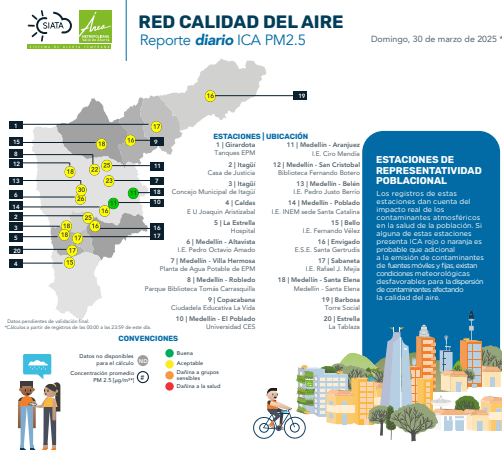 SIATA
SISTEMA DE ALERTA TEMPRANA
Área
METROPOLITANA
Valle de Aburrá
RED CALIDAD DEL AIRE
Reporte diario ICA PM2.5
Domingo, 30 de marzo de 2025 *
16
19
1
17
15
18
16
9
8
12
18
22
25
11
13
23
7
6
30
11
18
14
26
11
10
2
25
3
18
16
16
5
18
17
17
20
17
4
15
ESTACIONES | UBICACIÓN
1 | Girardota
Tanques EPM
2 | Itagüí
Casa de Justicia
3 | Itagüí
Concejo Municipal de Itagüí
4 | Caldas
E U Joaquín Aristizabal
5 | La Estrella
Hospital
6 | Medellín - Altavista
I.E. Pedro Octavio Amado
7 | Medellín - Villa Hermosa
Planta de Agua Potable de EPM
8 | Medellín - Robledo
Parque Biblioteca Tomás Carrasquilla
9 | Copacabana
Ciudadela Educativa La Vida
10 | Medellín - El Poblado
Universidad CES
11 | Medellín - Aranjuez
I.E. Ciro Mendía
12 | Medellín - San Cristobal
Biblioteca Fernando Botero
13 | Medellín - Belén
I.E. Pedro Justo Berrío
14 | Medellín - Poblado
I.E. INEM sede Santa Catalina
15 | Bello
I.E. Fernando Vélez
16 | Envigado
E.S.E. Santa Gertrudis
17 | Sabaneta
I.E. Rafael J. Mejía
18 | Medellín - Santa Elena
Medellín - Santa Elena
19 | Barbosa
Torre Social
20 | Estrella
La Tablaza
ESTACIONES DE
REPRESENTATIVIDAD
POBLACIONAL
Los registros de estas
estaciones dan cuenta del
impacto real de los
contaminantes atmosféricos
en la salud de la población. Si
alguna de estas estaciones
presenta ICA rojo o naranja es
probable que adicional
a la emisión de contaminantes
de fuentes móviles y fijas, existan
condiciones meteorológicas
desfavorables para la dispersión
de contaminantes afectando
la calidad del aire.
Datos pendientes de validación final.
*Cálculos a partir de registros de las 00:00 a las 23:59 de este día.
CONVENCIONES
Datos no disponibles
para el cálculo
ND
Concentración promedio
PM 2.5 (µg/m³)
#
Buena
Aceptable
Dañina a grupos
sensibles
Dañina a la salud